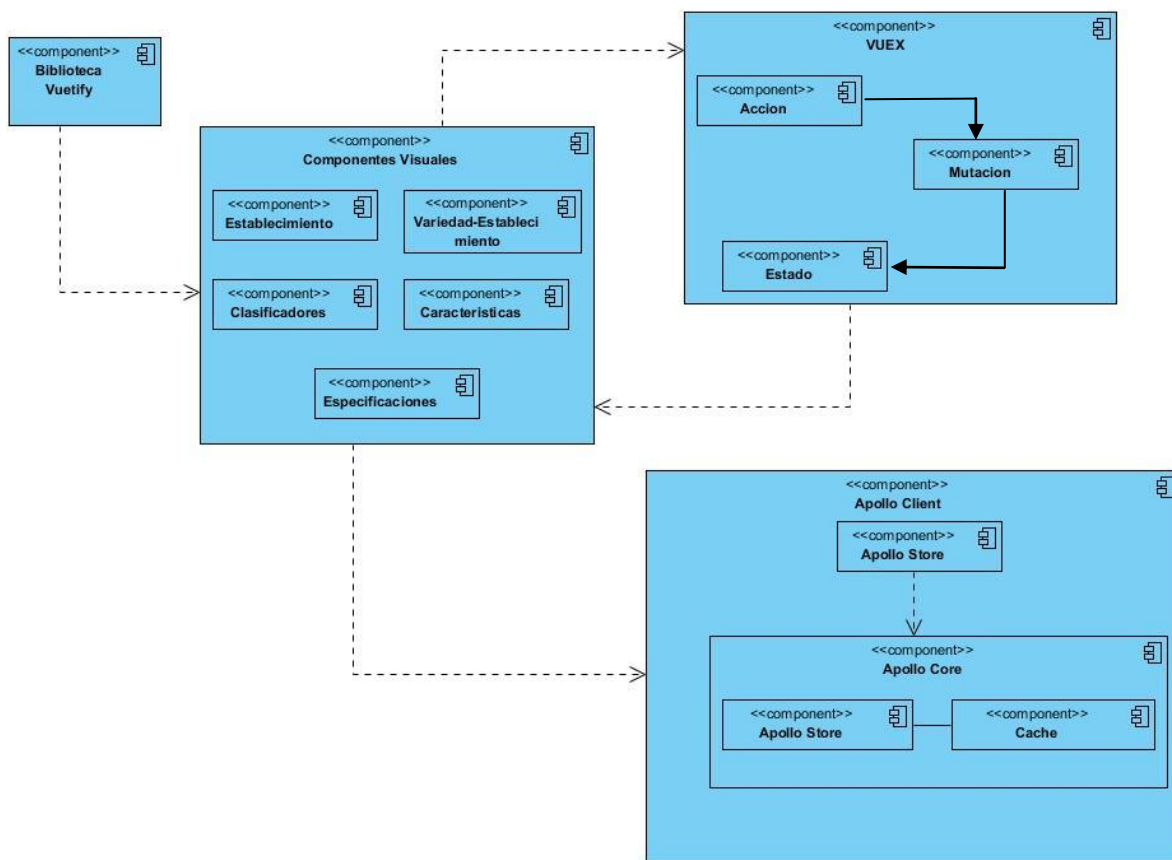 <<component>>
Biblioteca
Vuetify
<<component>>
VUEX
<<component>>
Accion
<<component>>
Mutacion
<<component>>
Estado
<<component>>
Componentes Visuales
<<component>>
Establecimiento
<<component>>
Variedad-Estableci
miento
<<component>>
Clasificadores
<<component>>
Caracteristicas
<<component>>
Especificaciones
<<component>>
Apollo Client
<<component>>
Apollo Store
<<component>>
Apollo Core
<<component>>
Apollo Store
<<component>>
Cache